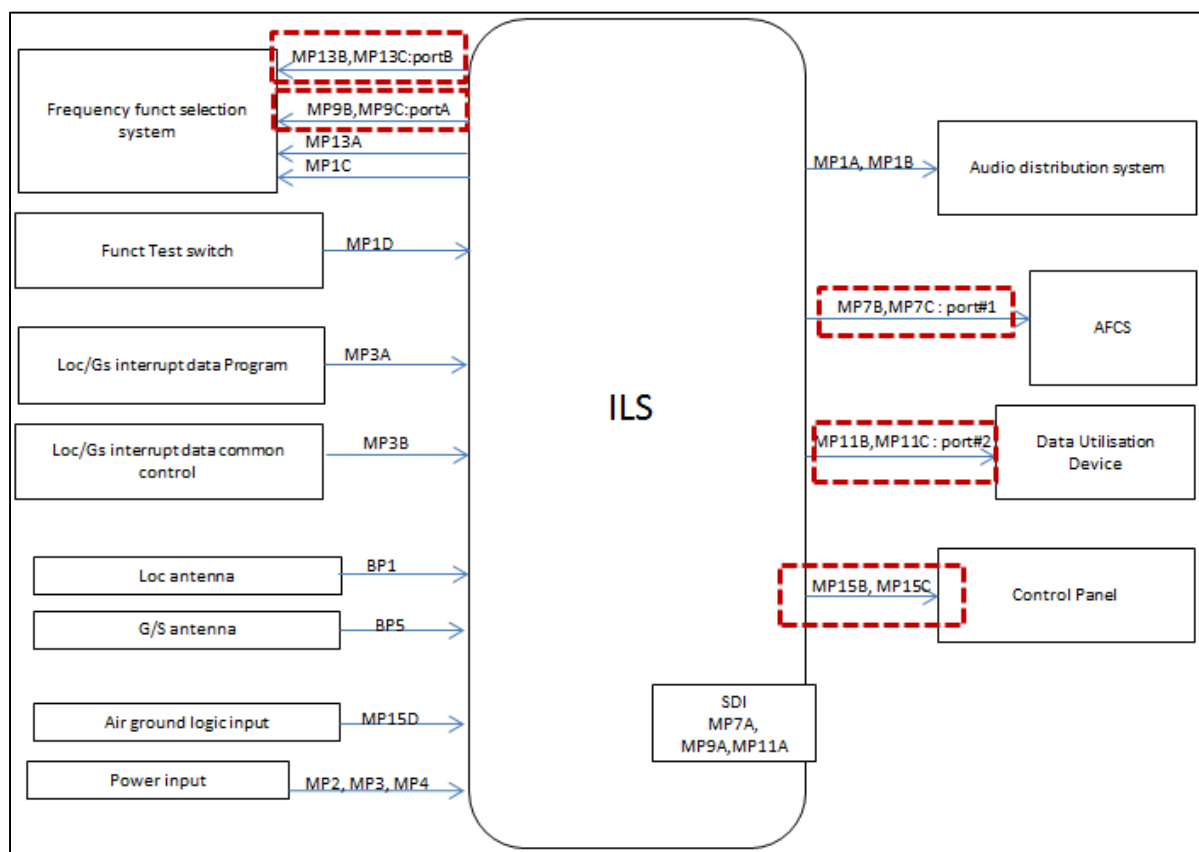 MP13B,MP13C:portB
Frequency funct selection
system
MP9B,MP9C:portA
MP13A
MP1C
Funct Test switch
MP1D
Loc/Gs interrupt data Program
MP3A
Loc/Gs interrupt data common
control
MP3B
Loc antenna
BP1
G/S antenna
BP5
Air ground logic input
MP15D
Power input
MP2, MP3, MP4
ILS
SDI
MP7A,
MP9A,MP11A
MP1A, MP1B
Audio distribution system
MP7B,MP7C : port#1
AFCS
MP11B,MP11C : port#2
Data Utilisation
Device
MP15B, MP15C
Control Panel